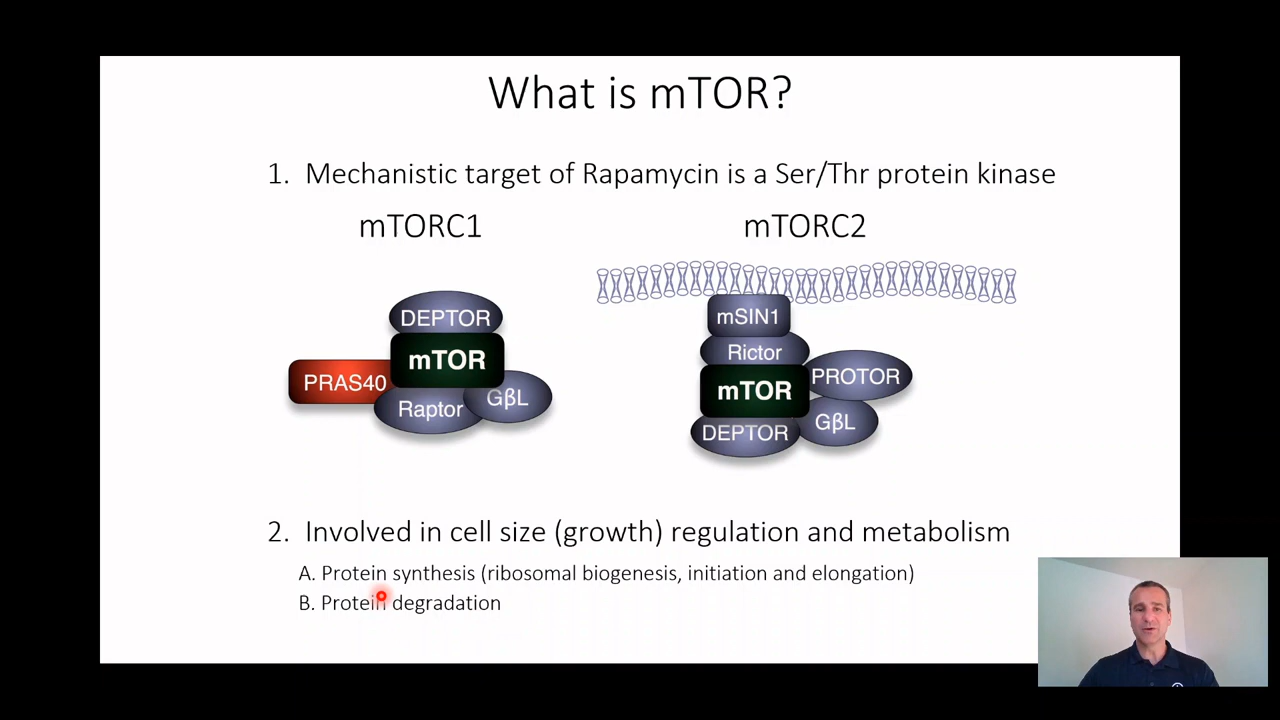 What is mTOR?
1. Mechanistic target of Rapamycin is a Ser/Thr protein kinase
mTORC1
mTORC2
DEPTOR
mTOR
PRAS40
Raptor
GβL
mSIN1
Rictor
mTOR
PROTOR
DEPTOR
GβL
2. Involved in cell size (growth) regulation and metabolism
A. Protein synthesis (ribosomal biogenesis, initiation and elongation)
B. Protein degradation